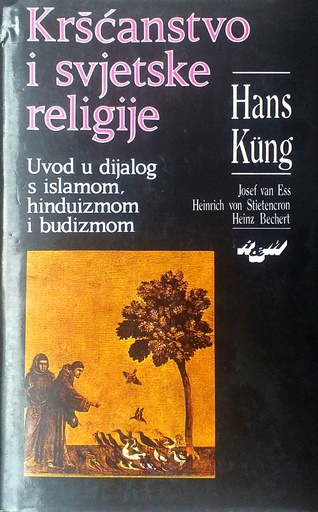 Kršćanstvo
i svjetske
religije
Hans
Küng
Uvod u dijalog
s islamom,
hinduizmom
i budizmom
Josef van Ess
Heinrich von Stietencron
Heinz Bechert